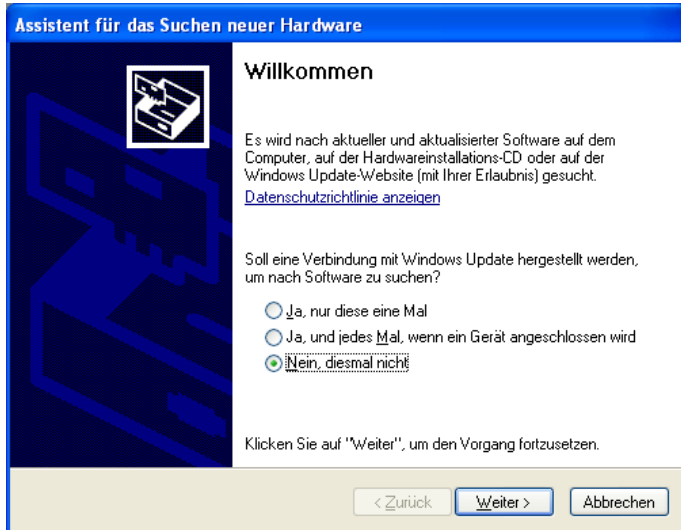 Assistent für das Suchen neuer Hardware
Willkommen
Es wird nach aktueller und aktualisierter Software auf dem
Computer, auf der Hardwareinstallations-CD oder auf der
Windows Update-Website (mit Ihrer Erlaubnis) gesucht.
Datenschutzrichtlinie anzeigen
Soll eine Verbindung mit Windows Update hergestellt werden,
um nach Software zu suchen?
Ja, nur diese eine Mal
Ja, und jedes Mal, wenn ein Gerät angeschlossen wird
Nein, diesmal nicht
Klicken Sie auf "Weiter", um den Vorgang fortzusetzen.
< Zurück Weiter > Abbrechen